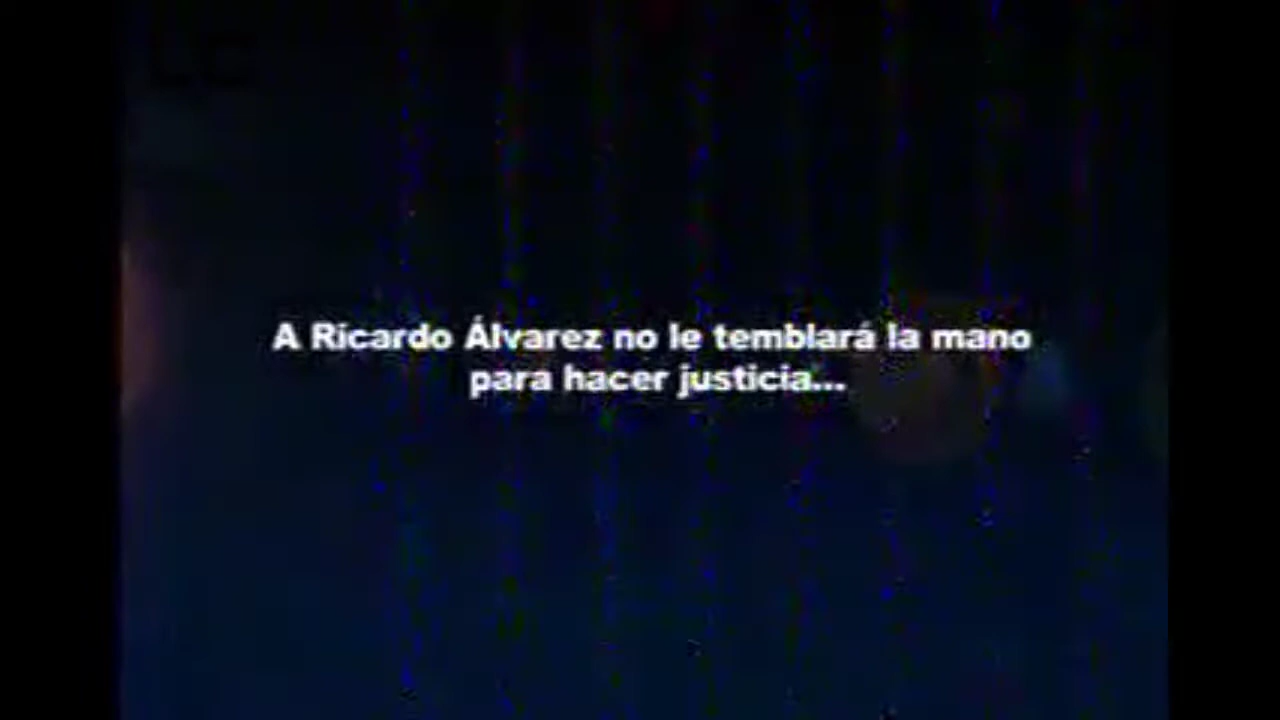 A Ricardo Álvarez no le temblará la mano
para hacer justicia...